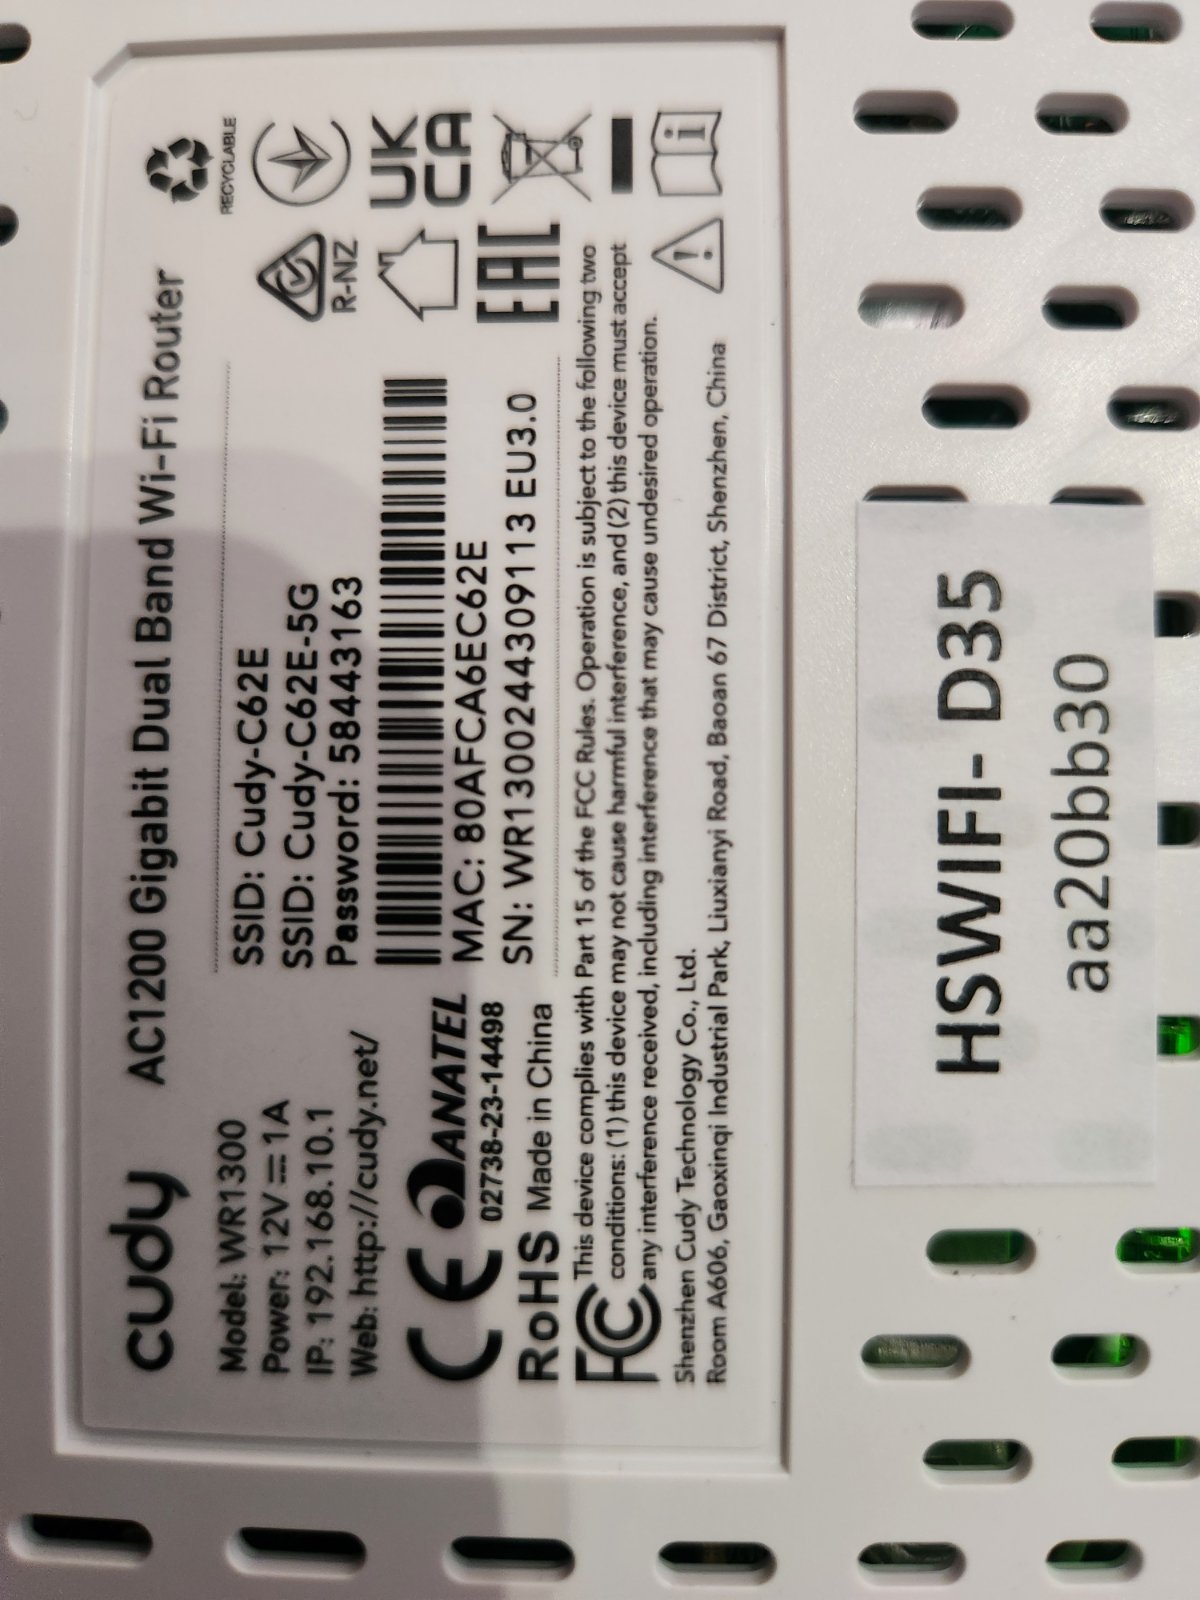 cudy AC1200 Gigabit Dual Band Wi-Fi Router
RECYCLABLE
Model: WR1300
Power: 12V⎓1A
IP: 192.168.10.1
Web: http://cudy.net/
SSID: Cudy-C62E
SSID: Cudy-C62E-5G
Password: 58443163
MAC: 80AFCA6EC62E
SN: WR1300244309113 EU3.0
R-NZ
UK
CA
CE ANATEL
02738-23-14498
EAC
RoHS Made in China
FC This device complies with Part 15 of the FCC Rules. Operation is subject to the following two
conditions: (1) this device may not cause harmful interference, and (2) this device must accept
any interference received, including interference that may cause undesired operation.
Shenzhen Cudy Technology Co., Ltd.
Room A606, Gaoxinqi Industrial Park, Liuxianyi Road, Baoan 67 District, Shenzhen, China
HSWIFI- D35
aa20bb30